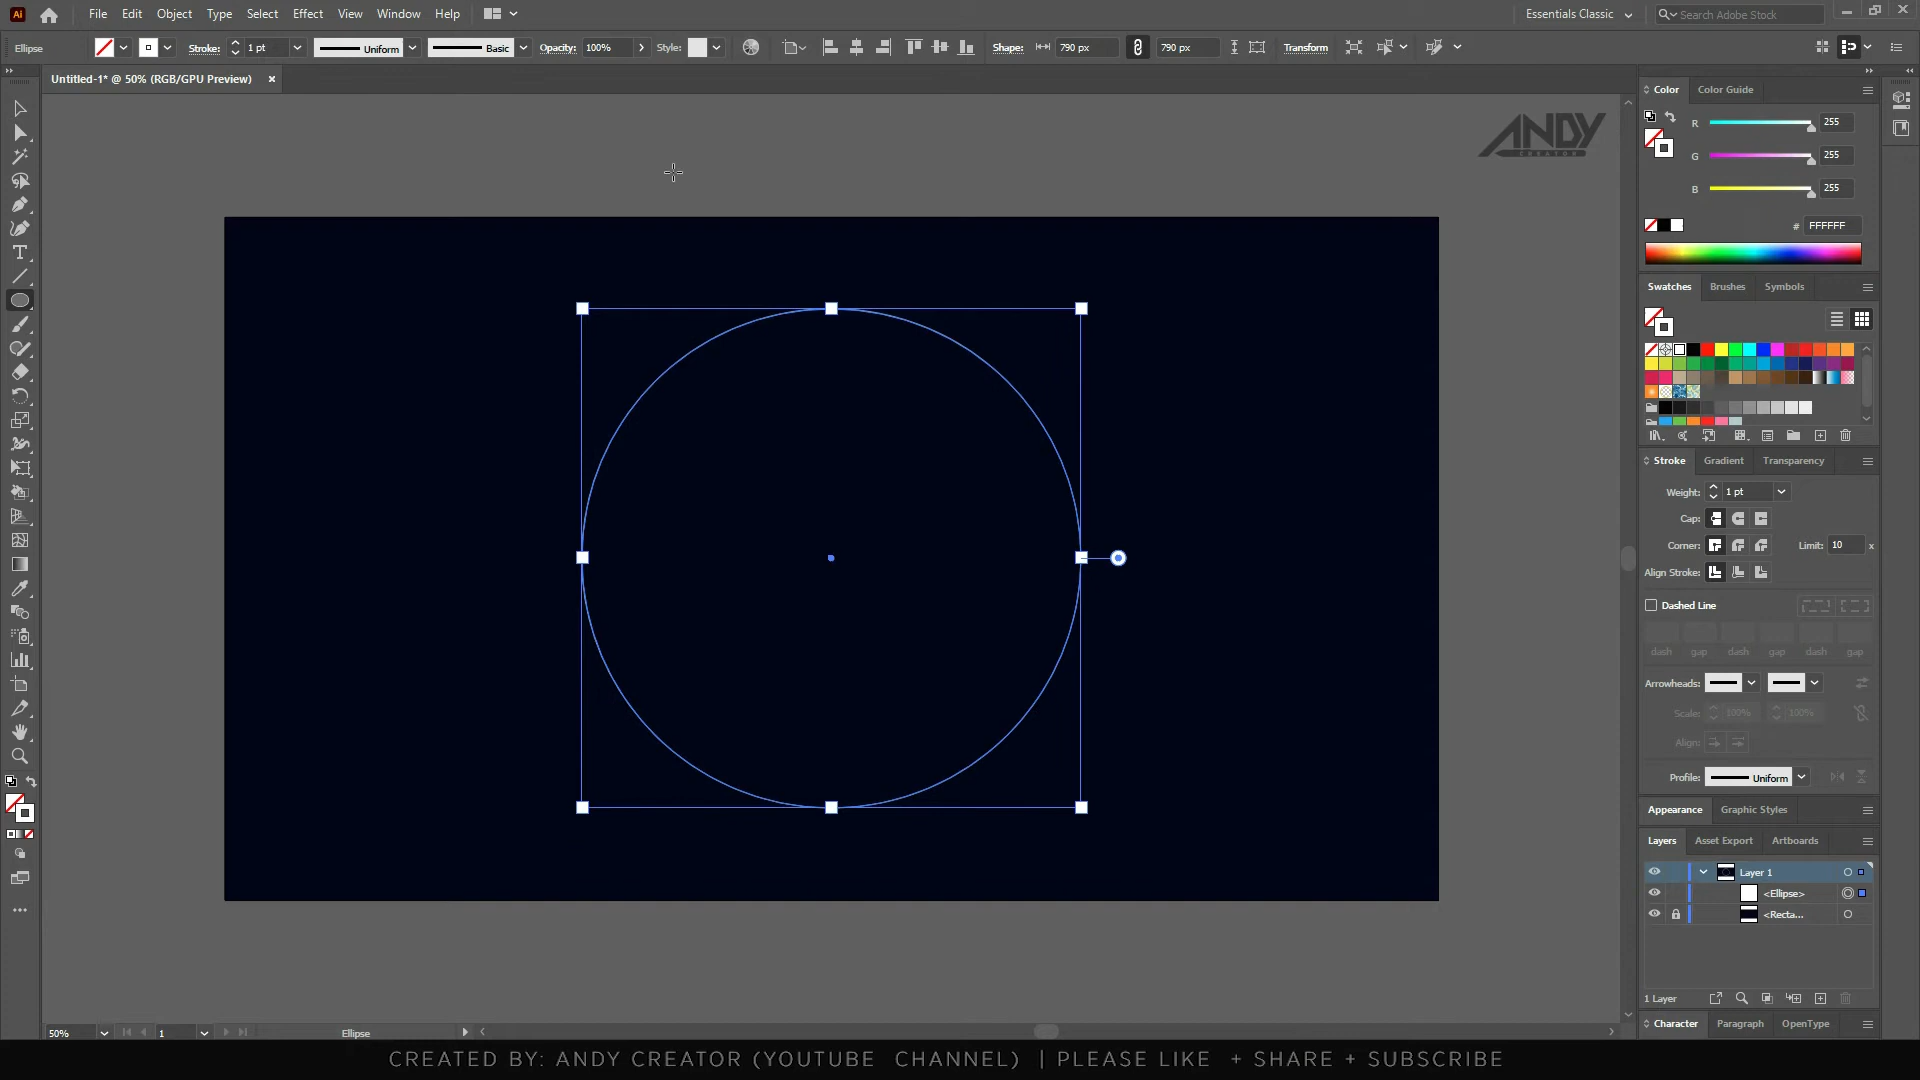 Ai File Edit Object Type Select Effect View Window Help Essentials Classic Search Adobe Stock
Ellipse Stroke: 1 pt Uniform Basic Opacity: 100% Style: Shape: 790 px 790 px Transform
Untitled-1* @ 50% (RGB/GPU Preview)
Color Color Guide
R 255
G 255
B 255
# FFFFFF
ANDY
CREATOR
Swatches Brushes Symbols
Stroke Gradient Transparency
Weight: 1 pt
Cap:
Corner: Limit: 10 x
Align Stroke:
Dashed Line
dash gap dash gap dash gap
Arrowheads:
Scale: 100% 100%
Align:
Profile: Uniform
Appearance Graphic Styles
Layers Asset Export Artboards
Layer 1
<Ellipse>
<Recta...
1 Layer
Character Paragraph OpenType
50% 1 Ellipse
CREATED BY: ANDY CREATOR (YOUTUBE CHANNEL) | PLEASE LIKE + SHARE + SUBSCRIBE